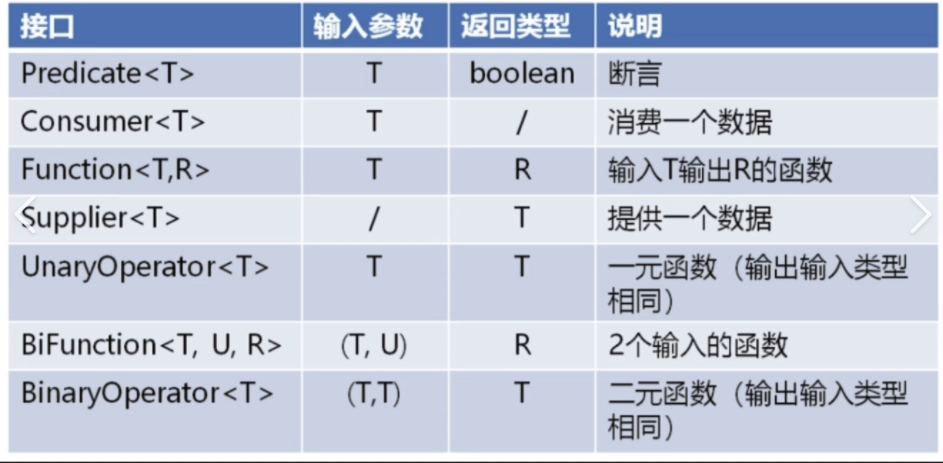 接口 输入参数 返回类型 说明
Predicate<T> T boolean 断言
Consumer<T> T / 消费一个数据
Function<T,R> T R 输入T输出R的函数
Supplier<T> / T 提供一个数据
UnaryOperator<T> T T 一元函数（输出输入类型
相同）
BiFunction<T, U, R> (T, U) R 2个输入的函数
BinaryOperator<T> (T,T) T 二元函数（输出输入类型
相同）